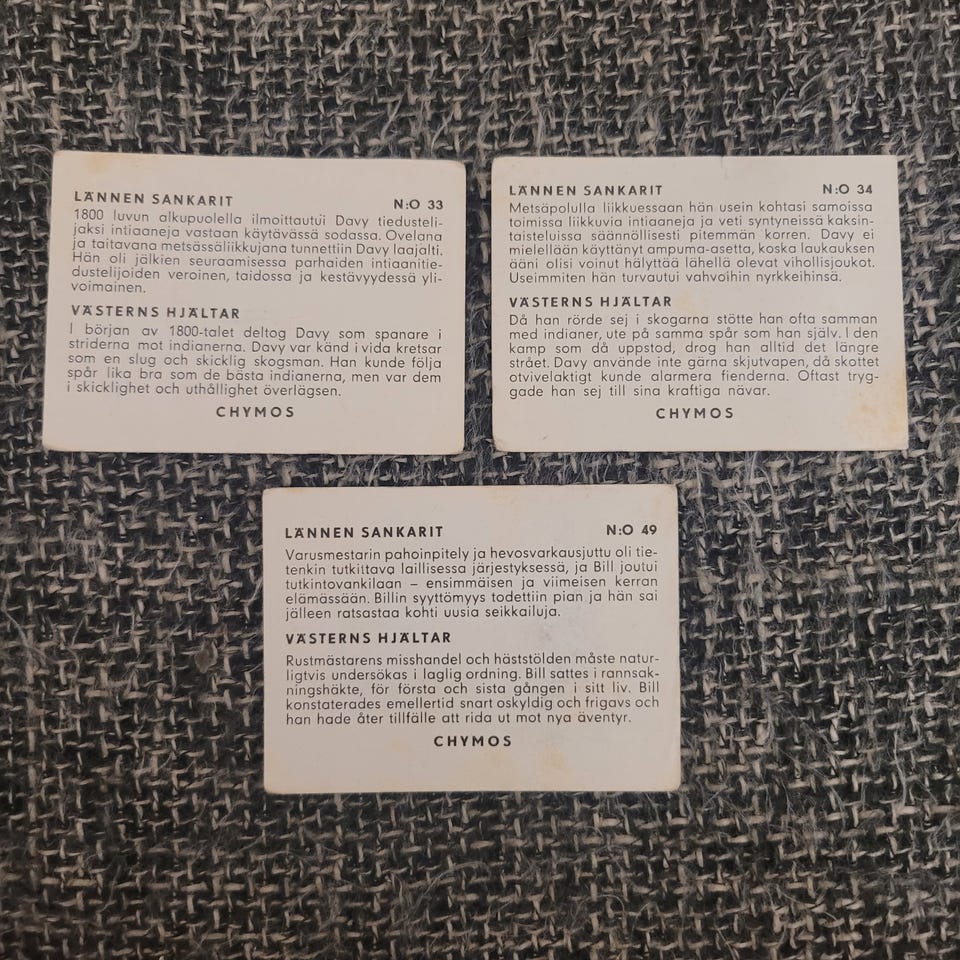 LÄNNEN SANKARIT N:O 33
1800 luvun alkupuolella ilmoittautui Davy tiedusteli-
jaksi intiaaneja vastaan käytävässä sodassa. Ovelana
ja taitavana metsässäliikkujana tunnettiin Davy laajalti.
Hän oli jälkien seuraamisessa parhaiden intiaanitie-
dustelijoiden veroinen, taidossa ja kestävyydessä yli-
voimainen.
VÄSTERNS HJÄLTAR
I början av 1800-talet deltog Davy som spanare i
striderna mot indianerna. Davy var känd i vida kretsar
som en slug och skicklig skogsman. Han kunde följa
spår lika bra som de bästa indianerna, men var dem
i skicklighet och uthållighet överlägsen.
CHYMOS
LÄNNEN SANKARIT N:O 34
Metsäpolulla liikkuessaan hän usein kohtasi samoissa
toimissa liikkuvia intiaaneja ja veti syntyneissä kaksin-
taisteluissa säännöllisesti pitemmän korren. Davy ei
mielellään käyttänyt ampuma-asetta, koska laukauksen
ääni olisi voinut hälyttää lähellä olevat vihollisjoukot.
Useimmiten hän turvautui vahvoihin nyrkkeihinsä.
VÄSTERNS HJÄLTAR
Då han rörde sej i skogarna stötte han ofta samman
med indianer, ute på samma spår som han själv. I den
kamp som då uppstod, drog han alltid det längre
strået. Davy använde inte gärna skjutvapen, då skottet
otvivelaktigt kunde alarmera fienderna. Oftast tryg-
gade han sej till sina kraftiga nävar.
CHYMOS
LÄNNEN SANKARIT N:O 49
Varusmestarin pahoinpitely ja hevosvarkausjuttu oli tie-
tenkin tutkittava laillisessa järjestyksessä, ja Bill joutui
tutkintovankilaan – ensimmäisen ja viimeisen kerran
elämässään. Billin syyttömyys todettiin pian ja hän sai
jälleen ratsastaa kohti uusia seikkailuja.
VÄSTERNS HJÄLTAR
Rustmästarens misshandel och häststölden måste natur-
ligtvis undersökas i laglig ordning. Bill sattes i rannsak-
ningshäkte, för första och sista gången i sitt liv. Bill
konstaterades emellertid snart oskyldig och frigavs och
han hade åter tillfälle att rida ut mot nya äventyr.
CHYMOS